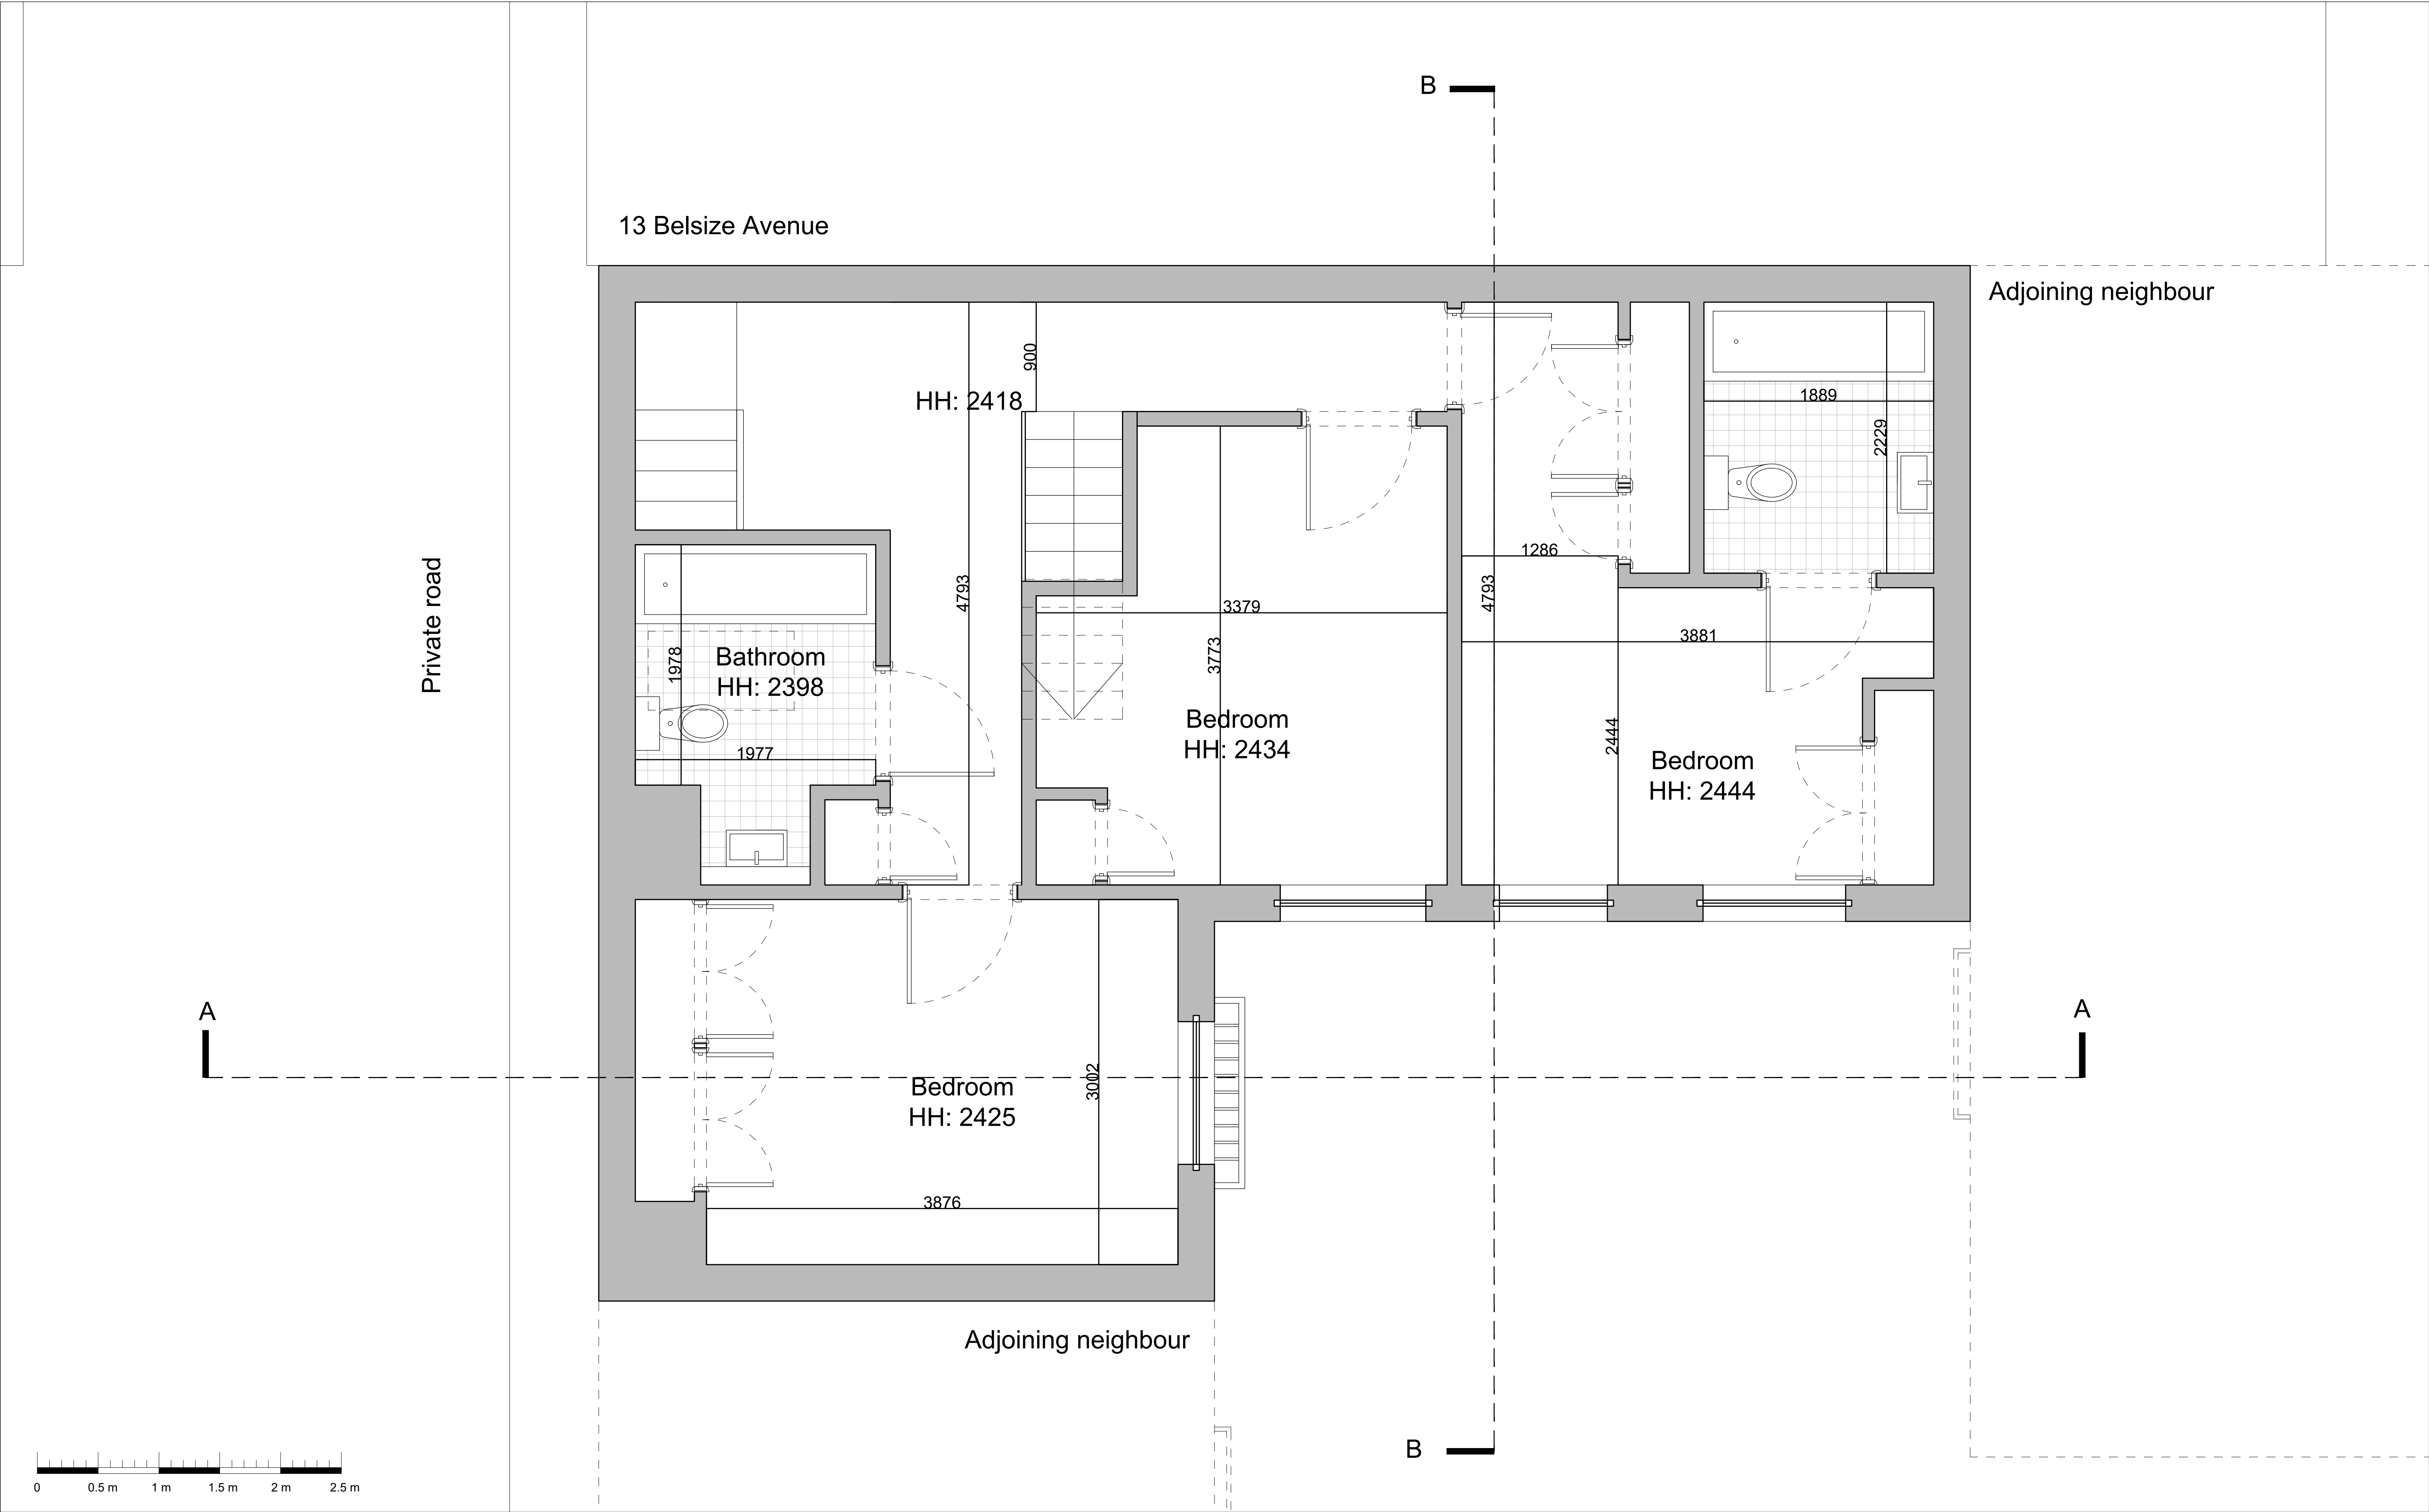 B
13 Belsize Avenue
Adjoining neighbour
900
HH: 2418
1889
2229
1286
4793
4793
3379
3881
Private road
1978
Bathroom
HH: 2398
3773
1977
Bedroom
HH: 2434
2444
Bedroom
HH: 2444
A
A
3002
Bedroom
HH: 2425
3876
Adjoining neighbour
B
0 0.5 m 1 m 1.5 m 2 m 2.5 m